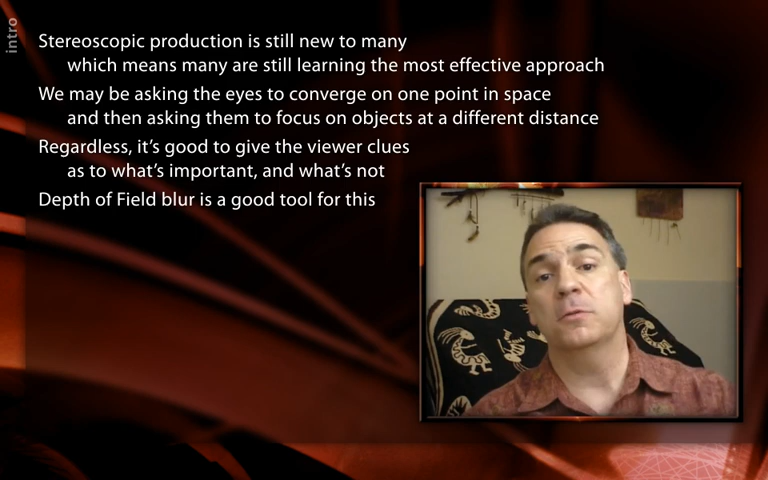 intro
Stereoscopic production is still new to many
which means many are still learning the most effective approach
We may be asking the eyes to converge on one point in space
and then asking them to focus on objects at a different distance
Regardless, it’s good to give the viewer clues
as to what’s important, and what’s not
Depth of Field blur is a good tool for this